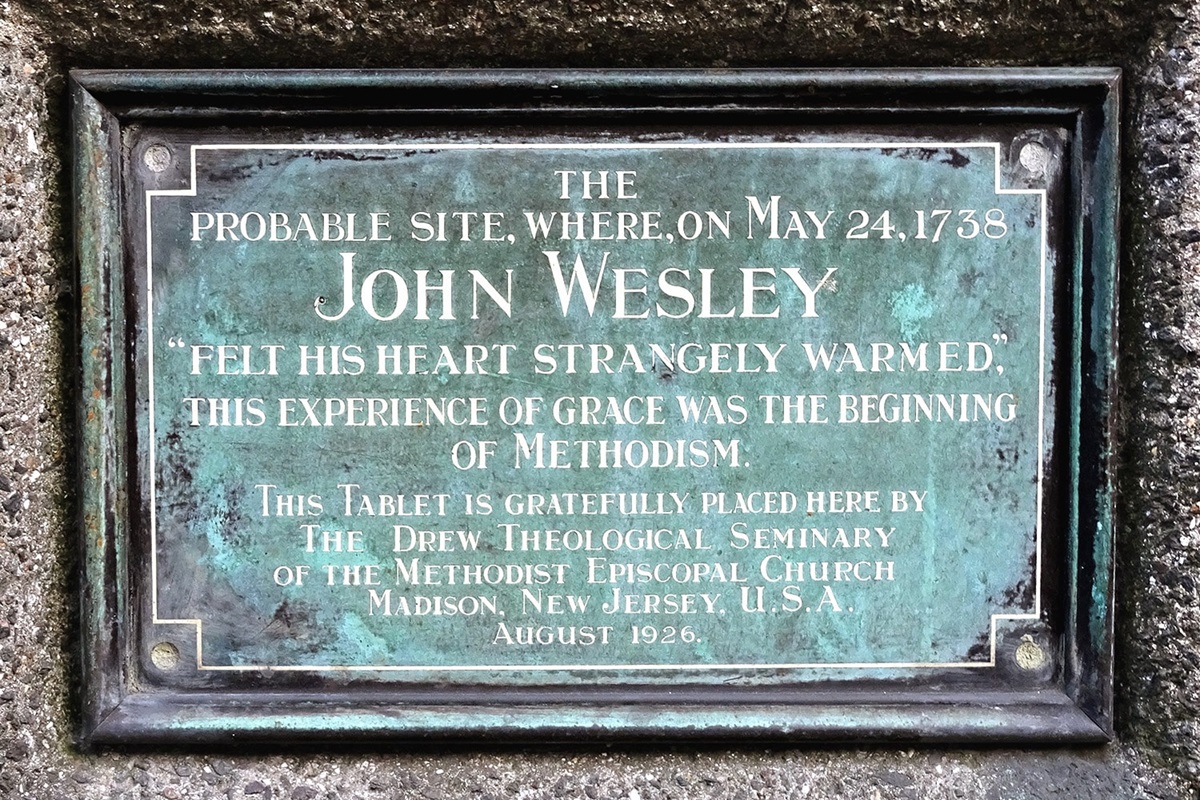 THE
PROBABLE SITE, WHERE, ON MAY 24, 1738
JOHN WESLEY
“FELT HIS HEART STRANGELY WARMED,”
THIS EXPERIENCE OF GRACE WAS THE BEGINNING
OF METHODISM.
THIS TABLET IS GRATEFULLY PLACED HERE BY
THE DREW THEOLOGICAL SEMINARY
OF THE METHODIST EPISCOPAL CHURCH
MADISON, NEW JERSEY, U.S.A.
AUGUST 1926.